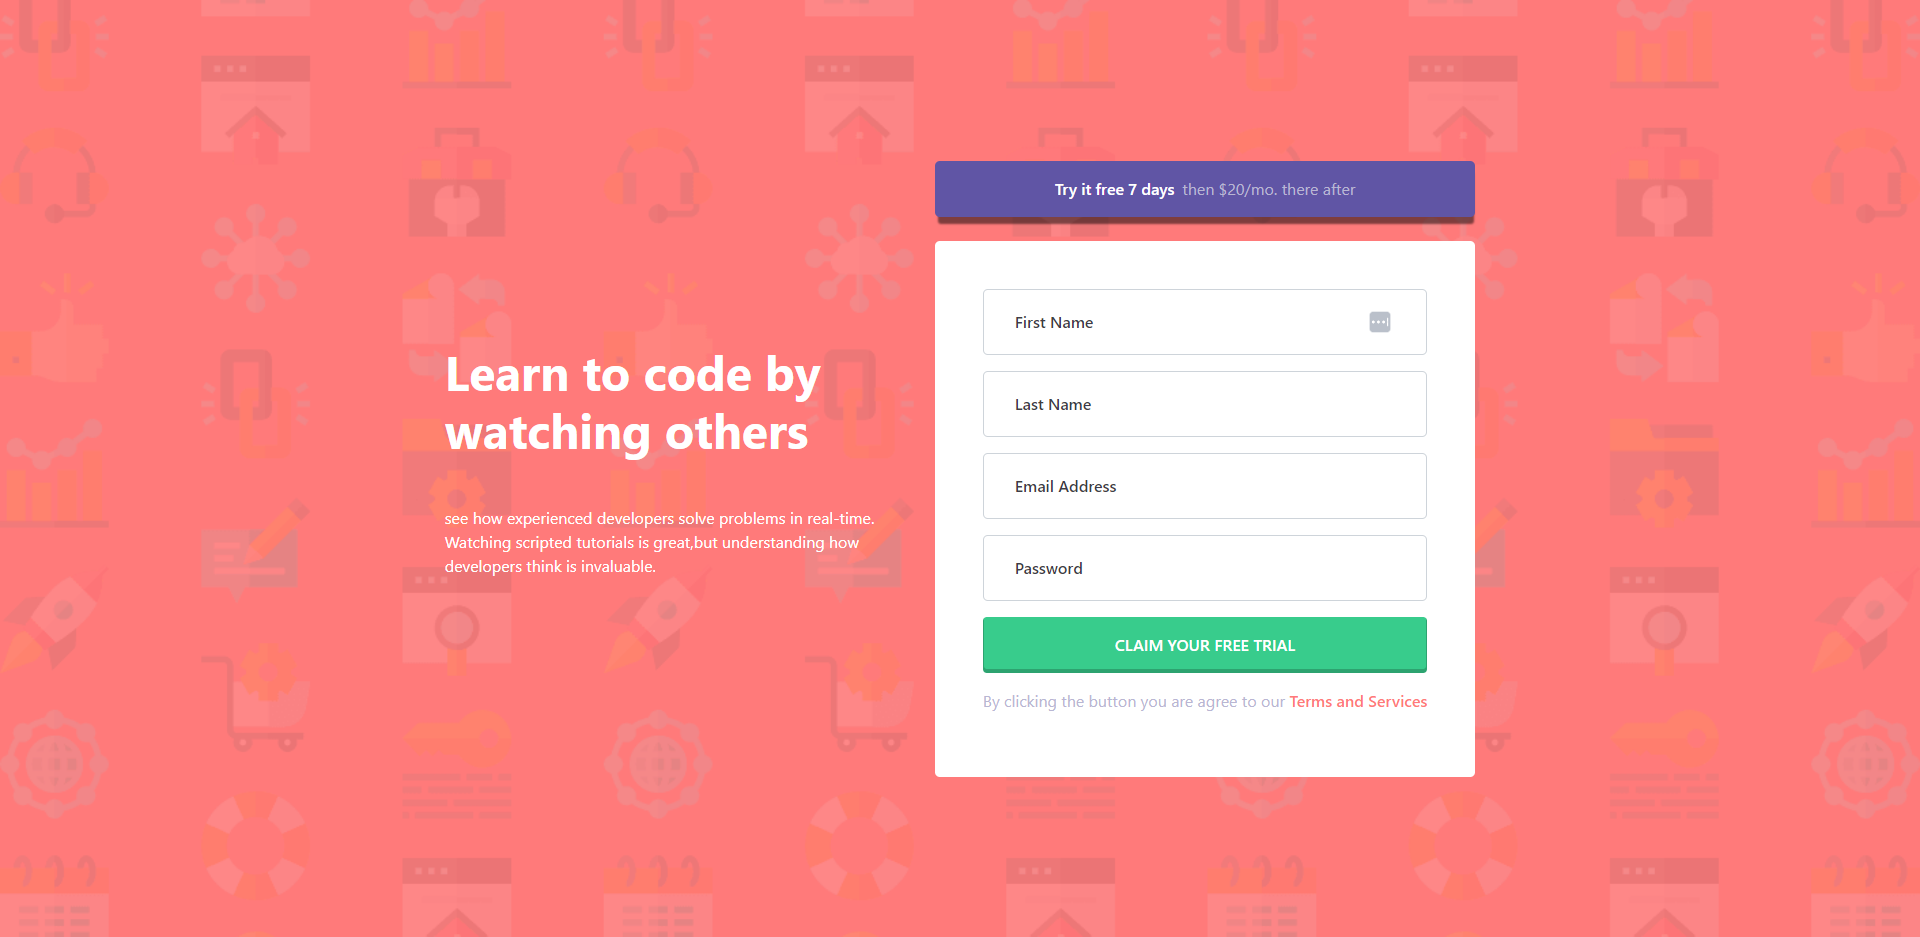 Learn to code by
watching others
see how experienced developers solve problems in real-time.
Watching scripted tutorials is great,but understanding how
developers think is invaluable.
Try it free 7 days then $20/mo. there after
First Name
Last Name
Email Address
Password
CLAIM YOUR FREE TRIAL
By clicking the button you are agree to our Terms and Services